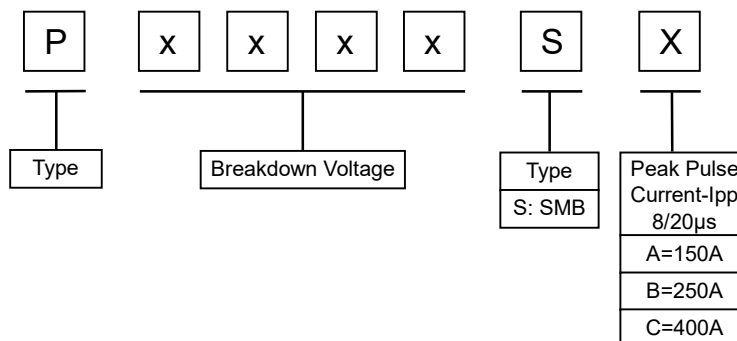 P x x x x S X
Type
Breakdown Voltage
Type
S: SMB
Peak Pulse
Current-Ipp
8/20µs
A=150A
B=250A
C=400A